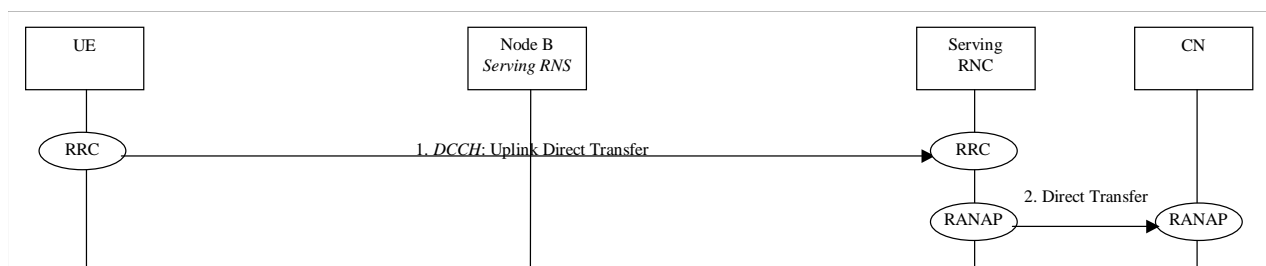 UE
Node B
Serving RNS
Serving
RNC
CN
RRC
1. DCCH: Uplink Direct Transfer
RRC
2. Direct Transfer
RANAP
RANAP